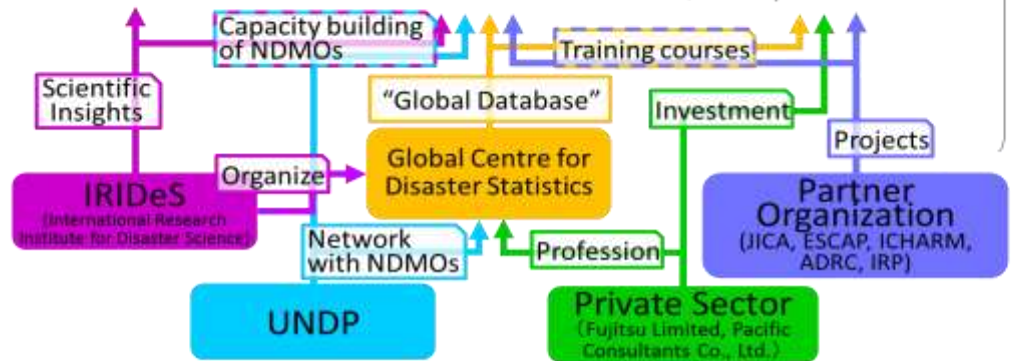 Capacity building
of NDMOs
Training courses
Scientific
Insights
"Global Database"
Investment
Projects
Organize
Global Centre for
Disaster Statistics
IRIDeS
(International Research
Institute for Disaster Science)
Partner
Organization
(JICA, ESCAP, ICHARM,
ADRC, IRP)
Network
with NDMOs
Profession
UNDP
Private Sector
(Fujitsu Limited, Pacific
Consultants Co., Ltd.)